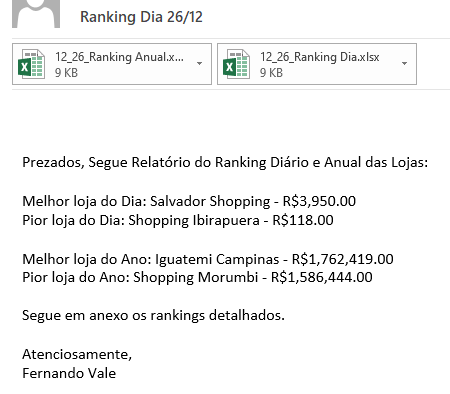 Ranking Dia 26/12
12_26_Ranking Anual.x...
9 KB
12_26_Ranking Dia.xlsx
9 KB
Prezados, Segue Relatório do Ranking Diário e Anual das Lojas:
Melhor loja do Dia: Salvador Shopping - R$3,950.00
Pior loja do Dia: Shopping Ibirapuera - R$118.00
Melhor loja do Ano: Iguatemi Campinas - R$1,762,419.00
Pior loja do Ano: Shopping Morumbi - R$1,586,444.00
Segue em anexo os rankings detalhados.
Atenciosamente,
Fernando Vale